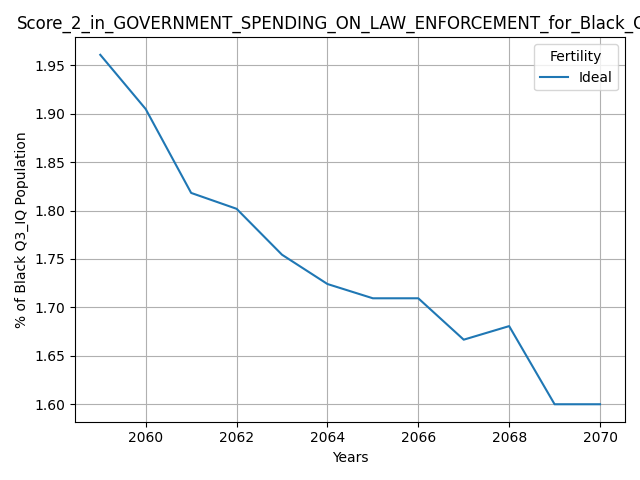 Score_2_in_GOVERNMENT_SPENDING_ON_LAW_ENFORCEMENT_for_Black_
Fertility
Ideal
1.95
1.90
1.85
1.80
1.75
1.70
1.65
1.60
% of Black Q3_IQ Population
2060
2062
2064
2066
2068
2070
Years